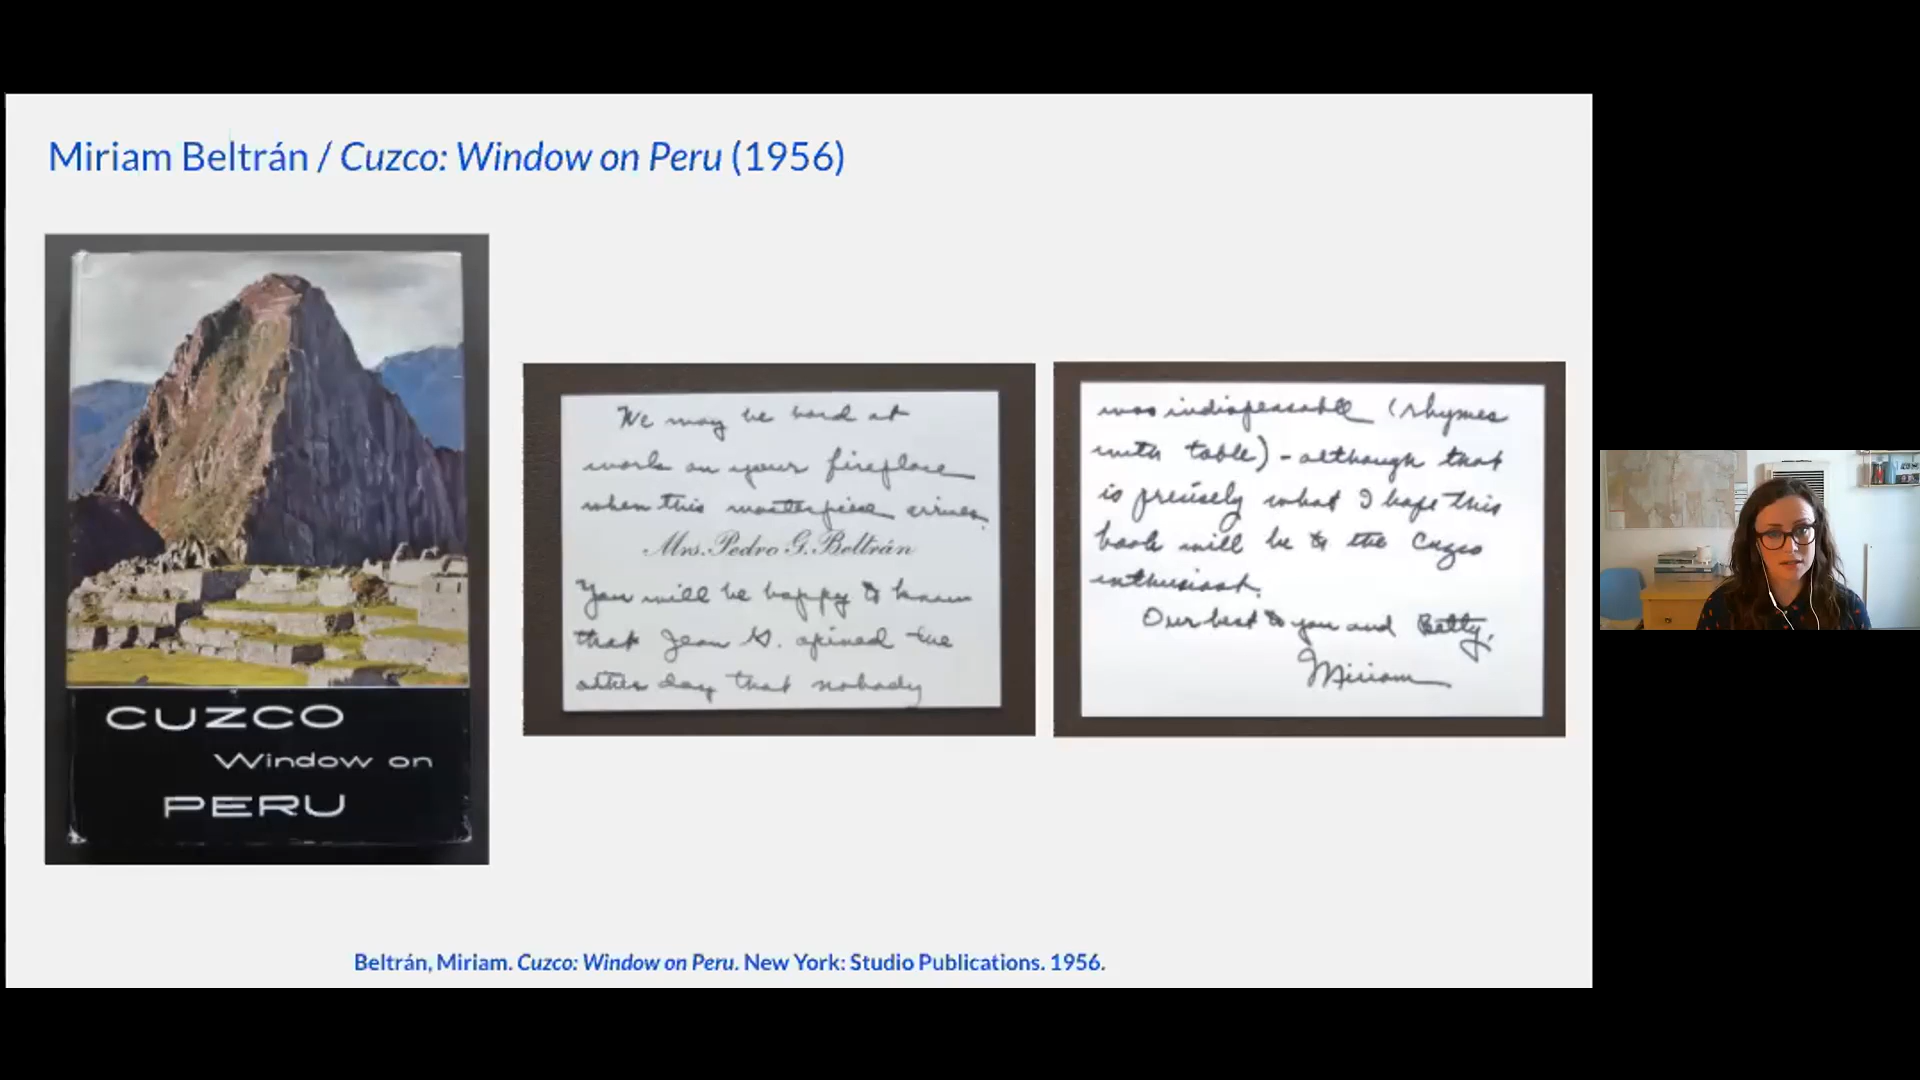 Miriam Beltrán / Cuzco: Window on Peru (1956)
CUZCO
Window on
PERU
We may be hard at
work on your fireplace
when this masterpiece arrives.
Mrs. Pedro G. Beltrán
You will be happy to know
that Jean opined the
other day that nobody
was indispensable (rhymes
with table) - although that
is precisely what I hope this
book will be to the Cuzco
enthusiast.
Our best to you and Betty,
Miriam
Beltrán, Miriam. Cuzco: Window on Peru. New York: Studio Publications. 1956.